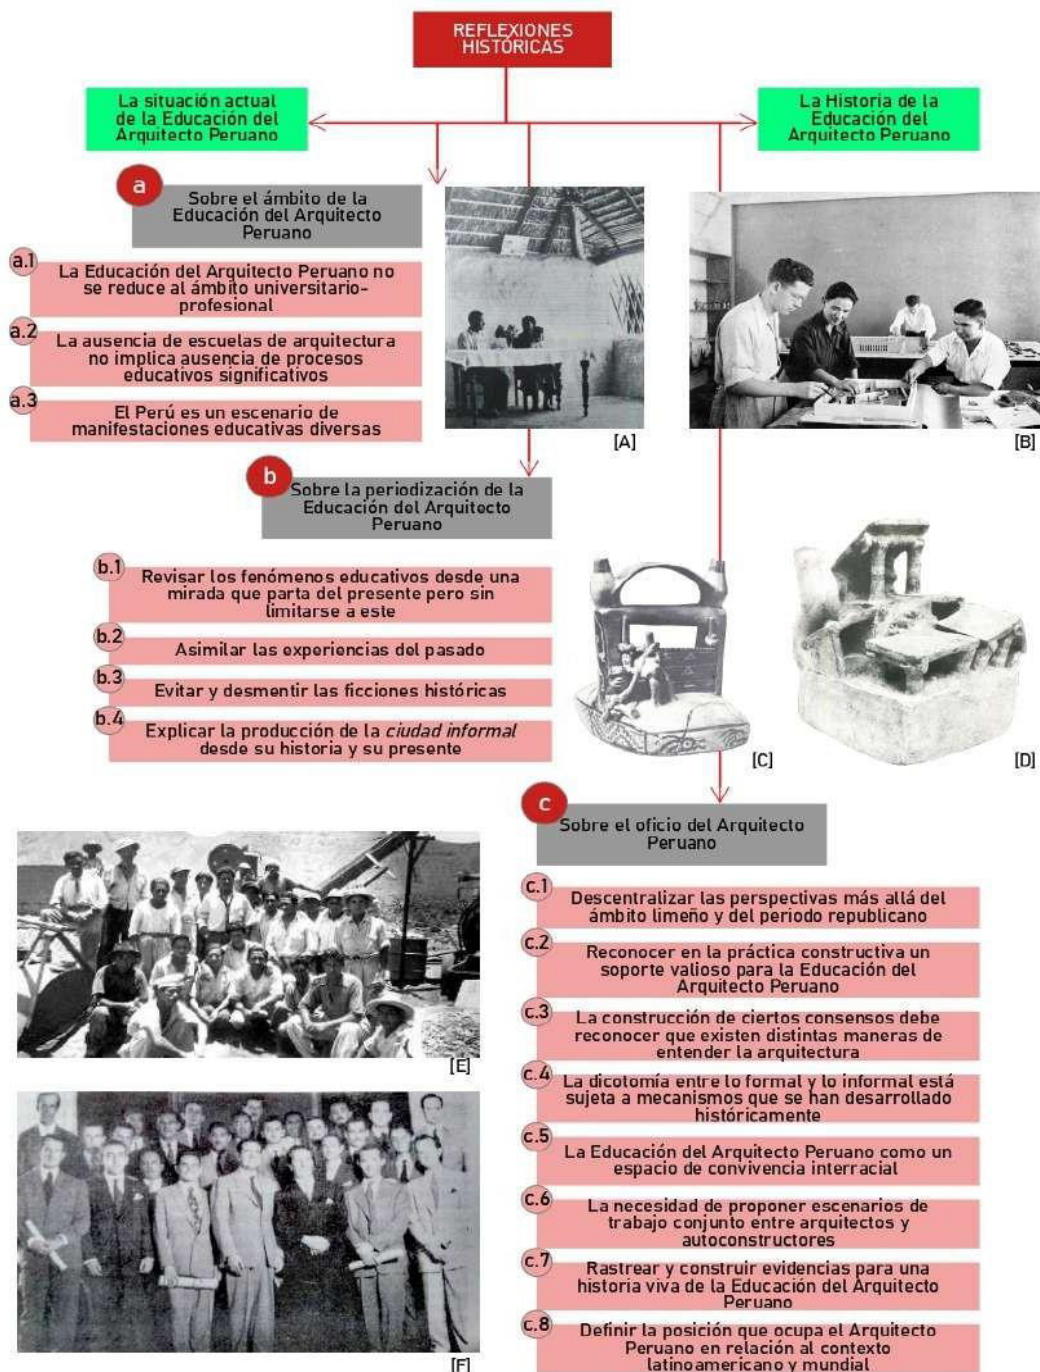 REFLEXIONES
HISTÓRICAS
La situación actual
de la Educación del
Arquitecto Peruano
La Historia de la
Educación del
Arquitecto Peruano
a
Sobre el ámbito de la
Educación del Arquitecto
Peruano
a.1
La Educación del Arquitecto Peruano no
se reduce al ámbito universitario-
profesional
a.2
La ausencia de escuelas de arquitectura
no implica ausencia de procesos
educativos significativos
a.3
El Perú es un escenario de
manifestaciones educativas diversas
[A]
[B]
b
Sobre la periodización de la
Educación del Arquitecto
Peruano
b.1
Revisar los fenómenos educativos desde una
mirada que parta del presente pero sin
limitarse a este
b.2
Asimilar las experiencias del pasado
b.3
Evitar y desmentir las ficciones históricas
b.4
Explicar la producción de la ciudad informal
desde su historia y su presente
[C]
[D]
c
Sobre el oficio del Arquitecto
Peruano
c.1
Descentralizar las perspectivas más allá del
ámbito limeño y del periodo republicano
c.2
Reconocer en la práctica constructiva un
soporte valioso para la Educación del
Arquitecto Peruano
c.3
La construcción de ciertos consensos debe
reconocer que existen distintas maneras de
entender la arquitectura
c.4
La dicotomía entre lo formal y lo informal está
sujeta a mecanismos que se han desarrollado
históricamente
c.5
La Educación del Arquitecto Peruano como un
espacio de convivencia interracial
c.6
La necesidad de proponer escenarios de
trabajo conjunto entre arquitectos y
autoconstructores
c.7
Rastrear y construir evidencias para una
historia viva de la Educación del Arquitecto
Peruano
c.8
Definir la posición que ocupa el Arquitecto
Peruano en relación al contexto
latinoamericano y mundial
[E]
[F]